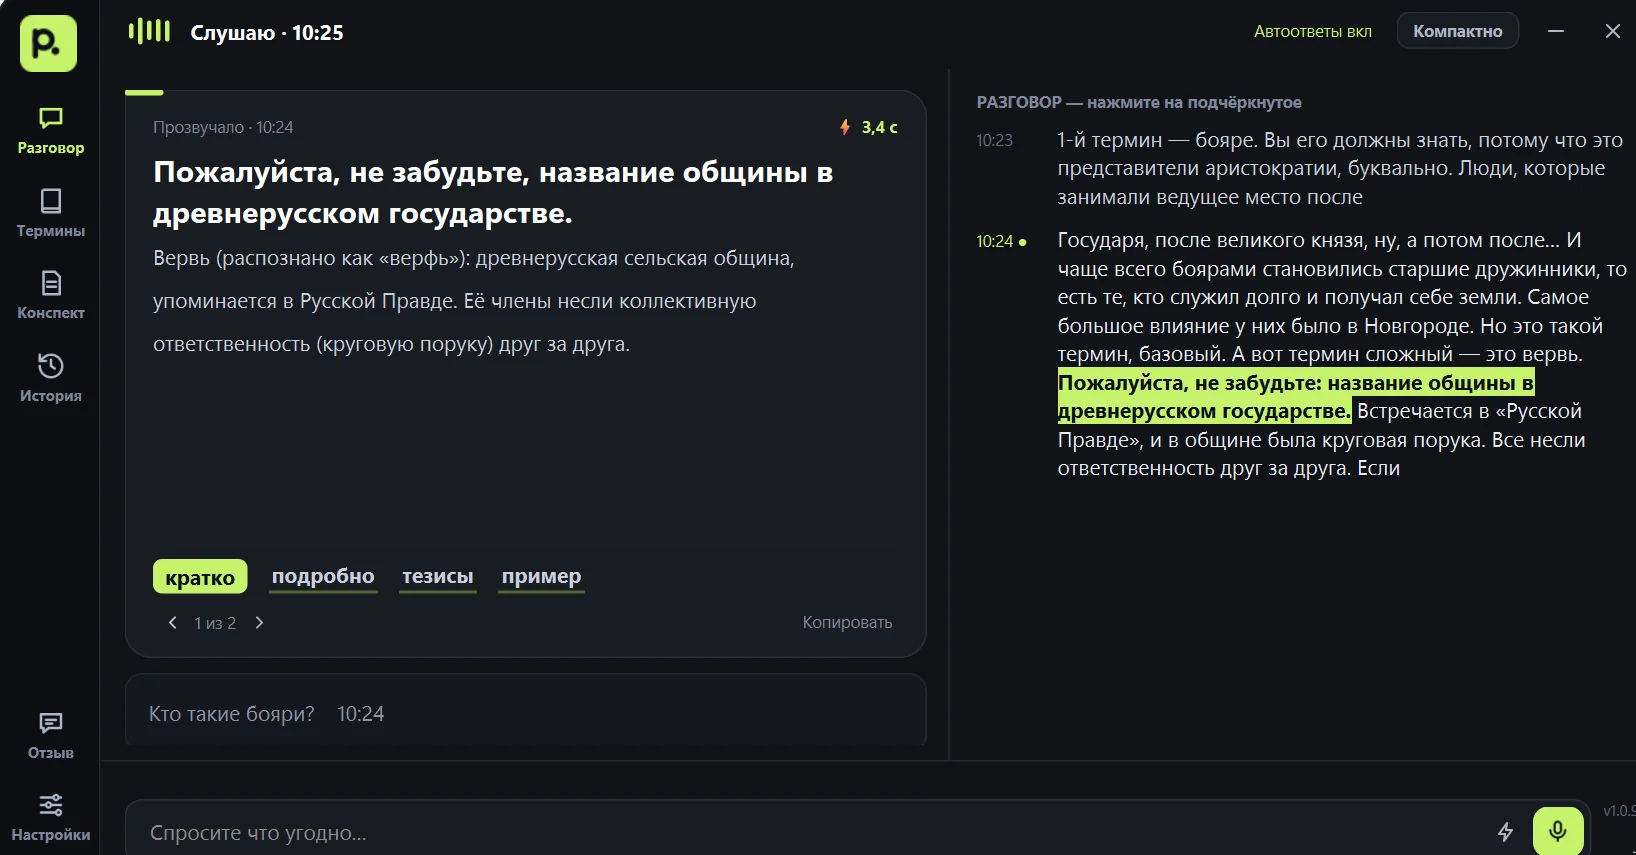 p.
Слушаю · 10:25
Автоответы вкл
Компактно
Разговор
Термины
Конспект
История
Отзыв
Настройки
Прозвучало · 10:24
3,4 с
Пожалуйста, не забудьте, название общины в
древнерусском государстве.
Вервь (распознано как «верфь»): древнерусская сельская община,
упоминается в Русской Правде. Её члены несли коллективную
ответственность (круговую поруку) друг за друга.
кратко подробно тезисы пример
1 из 2
Копировать
Кто такие бояри? 10:24
РАЗГОВОР — нажмите на подчёркнутое
10:23 1-й термин — бояре. Вы его должны знать, потому что это
представители аристократии, буквально. Люди, которые
занимали ведущее место после
10:24 Государя, после великого князя, ну, а потом после... И
чаще всего боярами становились старшие дружинники, то
есть те, кто служил долго и получал себе земли. Самое
большое влияние у них было в Новгороде. Но это такой
термин, базовый. А вот термин сложный — это вервь.
Пожалуйста, не забудьте: название общины в
древнерусском государстве. Встречается в «Русской
Правде», и в общине была круговая порука. Все несли
ответственность друг за друга. Если
Спросите что угодно...